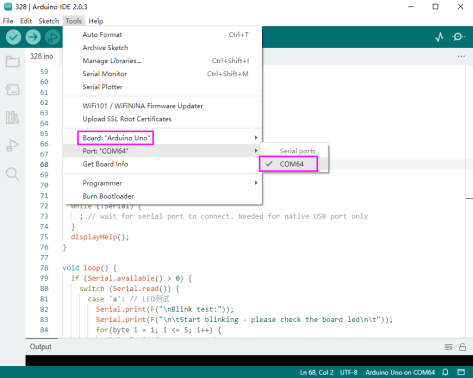 328 | Arduino IDE 2.0.3
File Edit Sketch Tools Help
Auto Format Ctrl+T
Archive Sketch
Manage Libraries... Ctrl+Shift+I
Serial Monitor Ctrl+Shift+M
Serial Plotter
WiFi101 / WiFiNINA Firmware Updater
Upload SSL Root Certificates
Board: "Arduino Uno"
Port: "COM64"
Get Board Info
Programmer
Burn Bootloader
Serial ports
COM64
328.ino
59
60
61
62
63
64
65
66
67
68
69
70
71
72 while (!Serial) {
73 ; // wait for serial port to connect. Needed for native USB port only
74 }
75 displayHelp();
76 }
77
78 void loop() {
79 if (Serial.available() > 0) {
80 switch (Serial.read()) {
81 case 'a': // LED测试
82 Serial.print(F("\nBlink test:"));
83 Serial.print(F("\n\tStart blinking - please check the board led\n\t"));
84 for(byte i = 1; i <= 5; i++) {
Output
Ln 68, Col 2 UTF-8 Arduino Uno on COM64